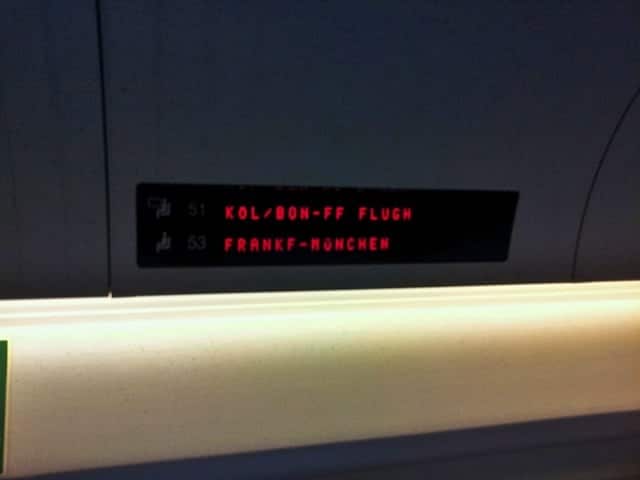 51 KOL/BON-FF FLUGH
53 FRANKF-MÜNCHEN